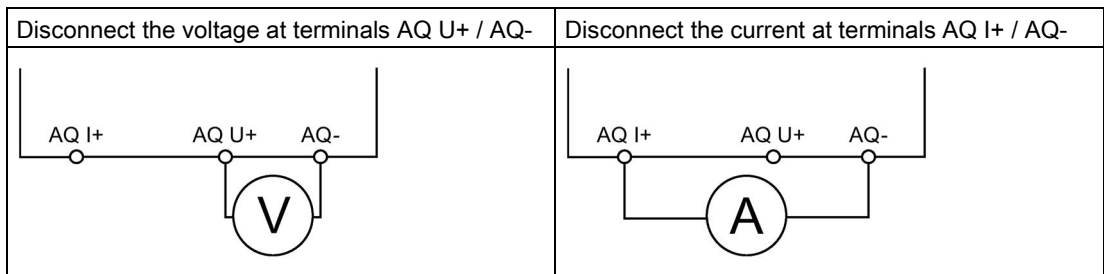 Disconnect the voltage at terminals AQ U+ / AQ-
Disconnect the current at terminals AQ I+ / AQ-
AQ I+ AQ U+ AQ-
V
AQ I+ AQ U+ AQ-
A